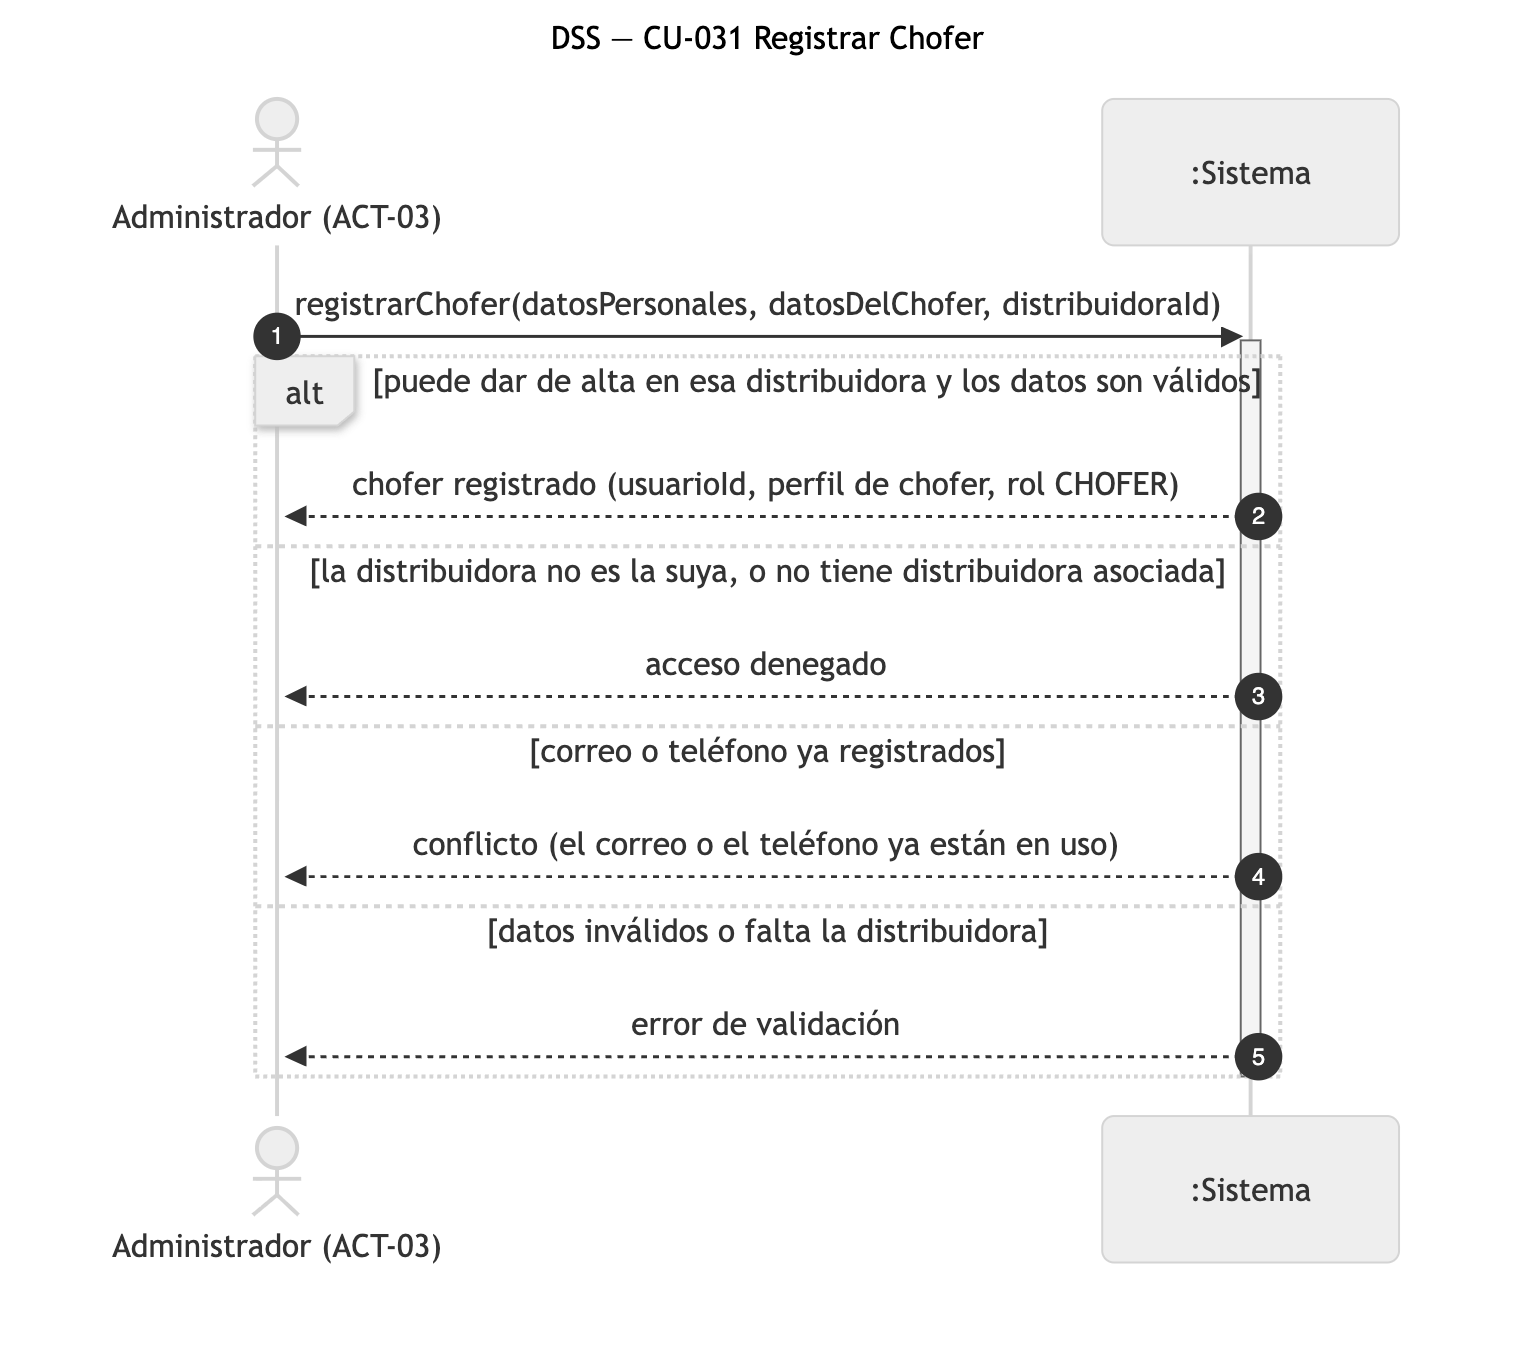 DSS — CU-031 Registrar Chofer
Administrador (ACT-03)
:Sistema
registrarChofer(datosPersonales, datosDelChofer, distribuidoraId)
1
alt
[puede dar de alta en esa distribuidora y los datos son válidos]
chofer registrado (usuarioId, perfil de chofer, rol CHOFER)
2
[la distribuidora no es la suya, o no tiene distribuidora asociada]
acceso denegado
3
[correo o teléfono ya registrados]
conflicto (el correo o el teléfono ya están en uso)
4
[datos inválidos o falta la distribuidora]
error de validación
5
Administrador (ACT-03)
:Sistema